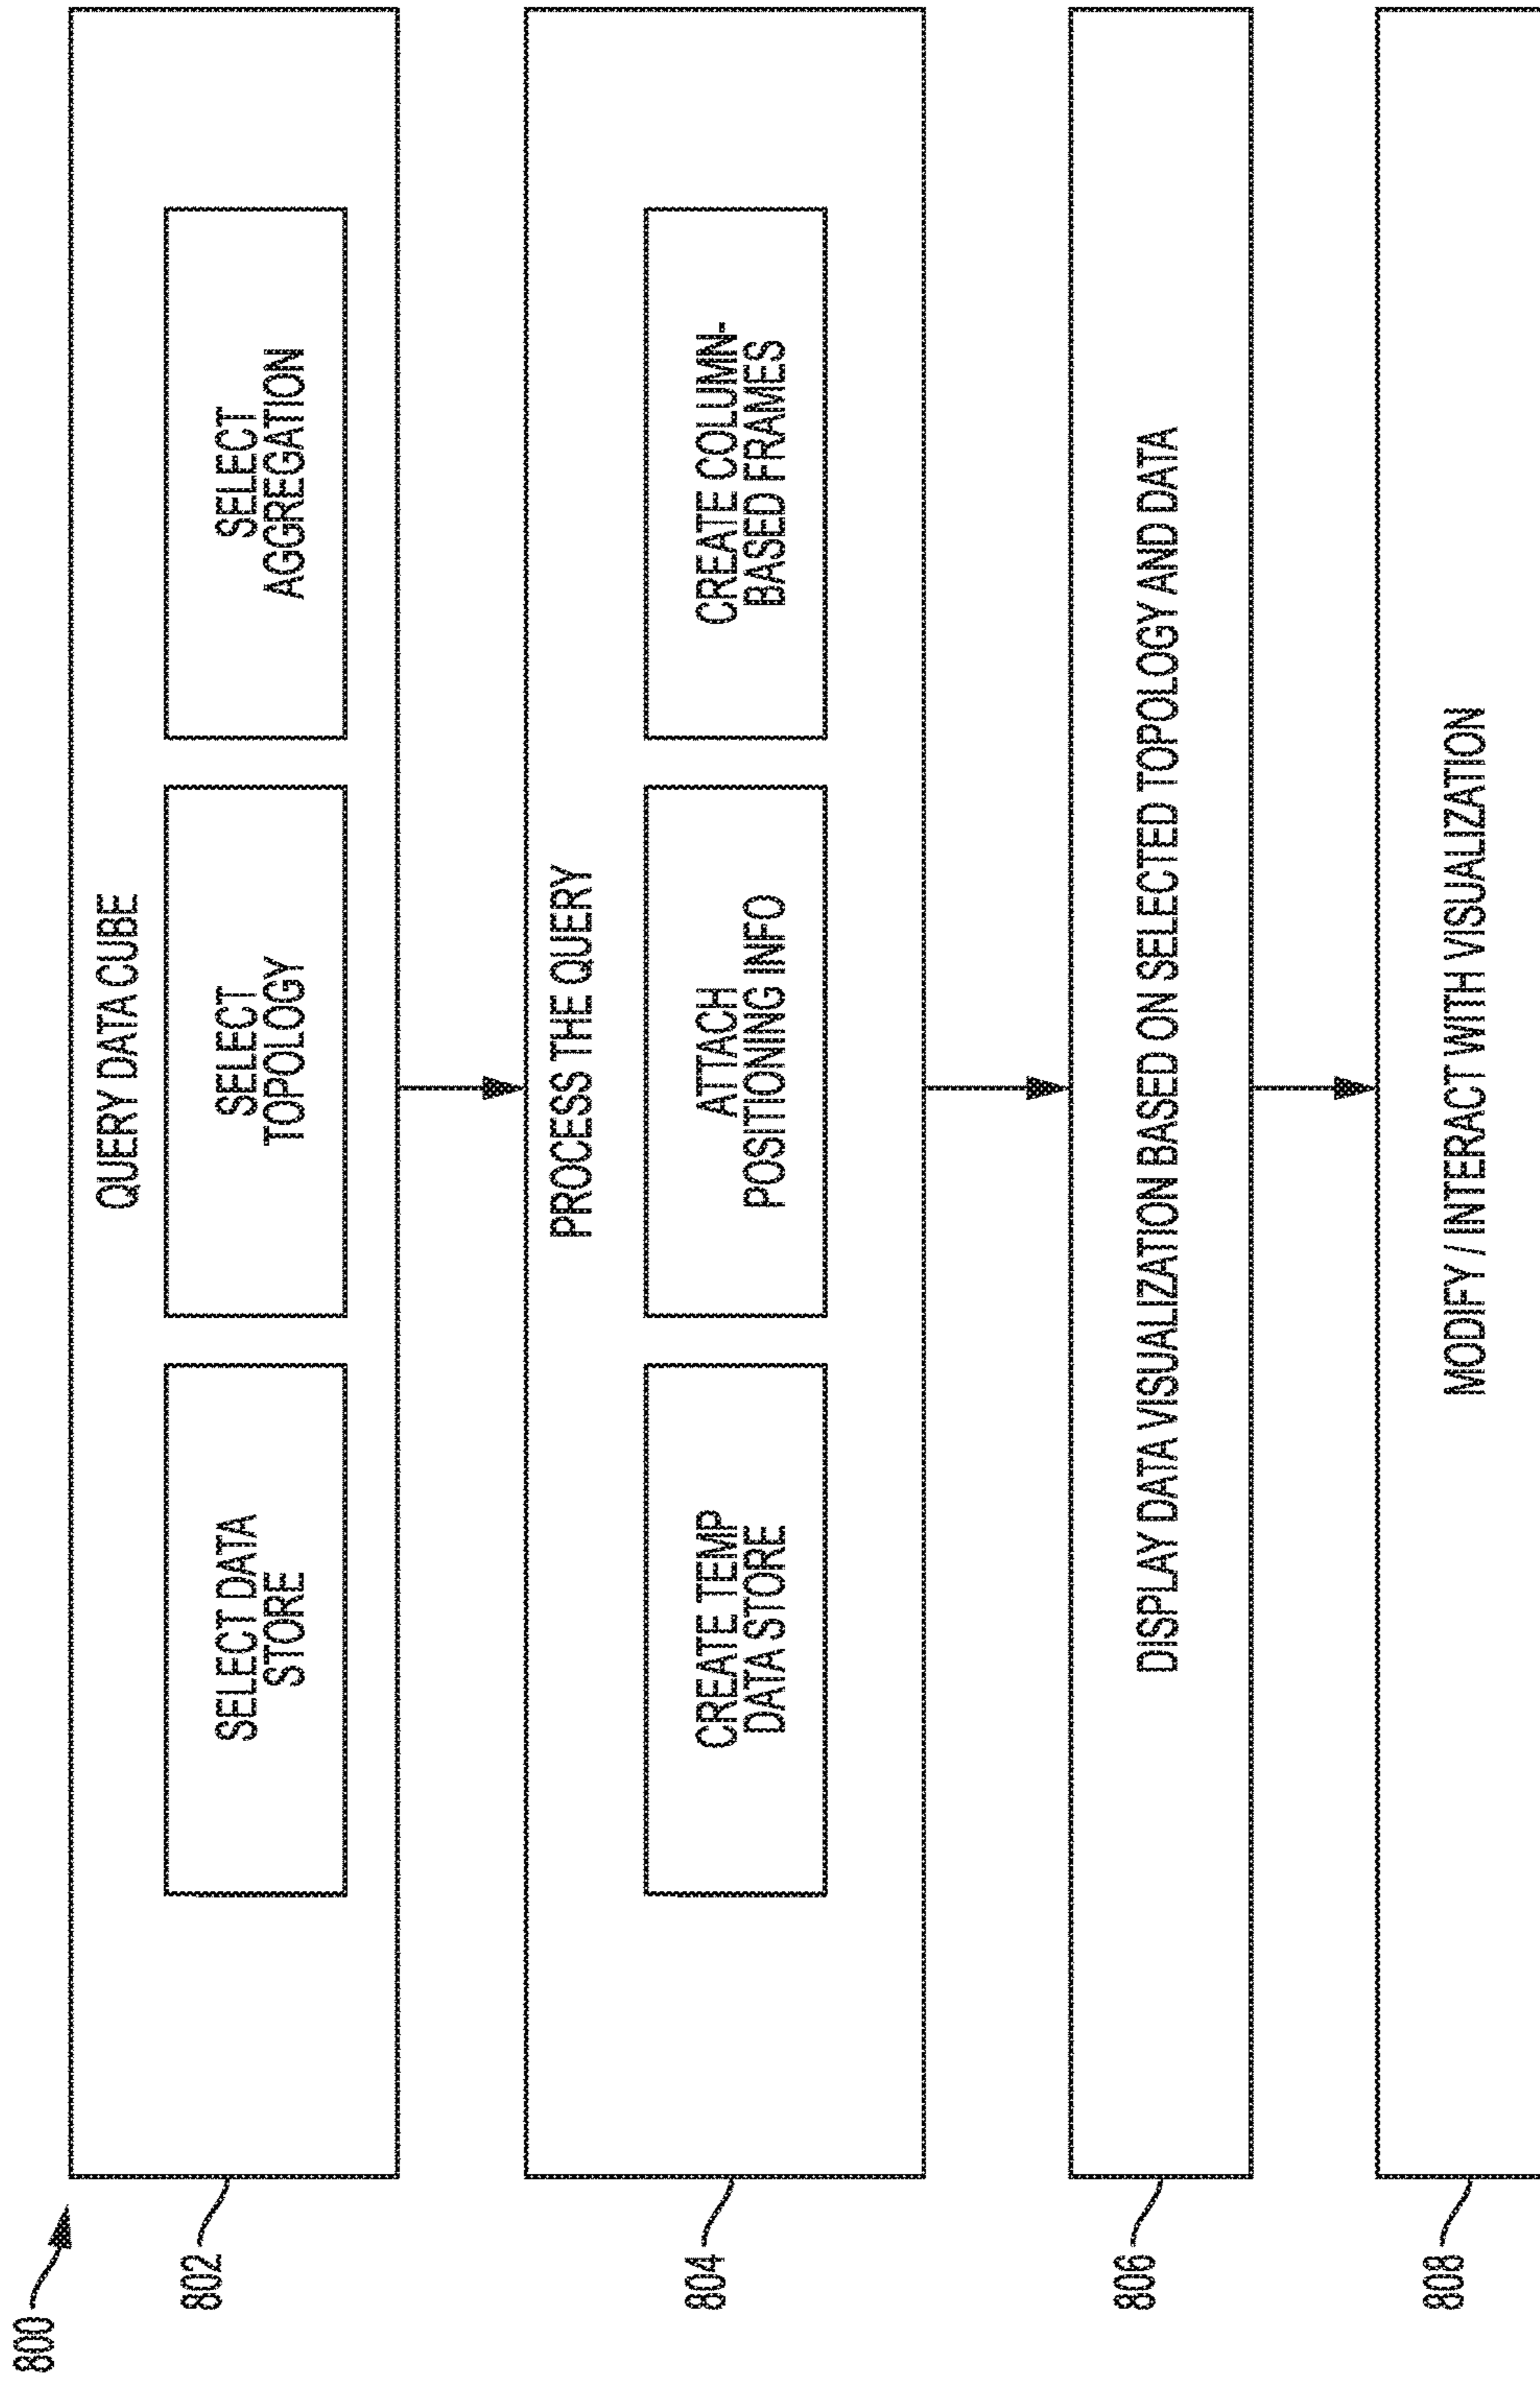 800
802
QUERY DATA CUBE
SELECT DATA
STORE
SELECT
TOPOLOGY
SELECT
AGGREGATION
804
PROCESS THE QUERY
CREATE TEMP
DATA STORE
ATTACH
POSITIONING INFO
CREATE COLUMN-
BASED FRAMES
806
DISPLAY DATA VISUALIZATION BASED ON SELECTED TOPOLOGY AND DATA
808
MODIFY / INTERACT WITH VISUALIZATION